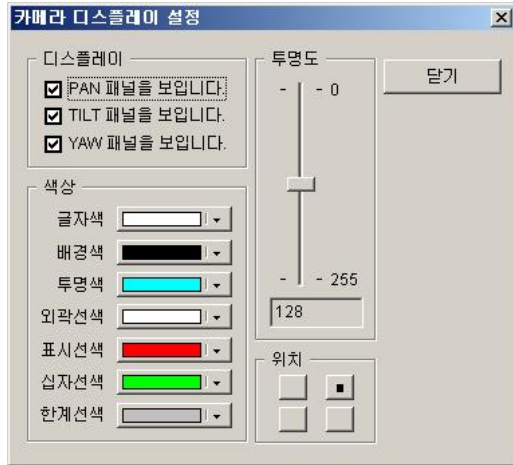 카메라 디스플레이 설정
디스플레이
PAN 패널을 보입니다.
TILT 패널을 보입니다.
YAW 패널을 보입니다.
색상
글자색
배경색
투명색
외곽선색
표시선색
십자선색
한계선색
투명도
- - 0
- - 255
128
위치
닫기